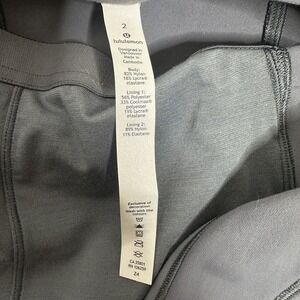 2
lululemon
Designed in
Vancouver
Made in
Cambodia
Body:
82% Nylon
18% Lycra®
elastane
Lining 1:
56% Polyester
33% Coolmax®
polyester
11% Lycra®
elastane
Lining 2:
89% Nylon
11% Elastane
Exclusive of
decoration
Wash with like
colours
CA 35801
RN 106259
24